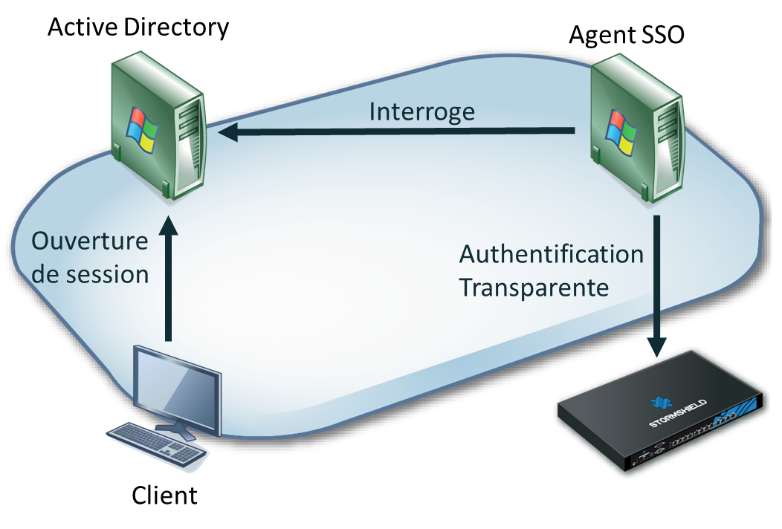 Active Directory
Agent SSO
Interroge
Ouverture
de session
Authentification
Transparente
STORMSHIELD
Client